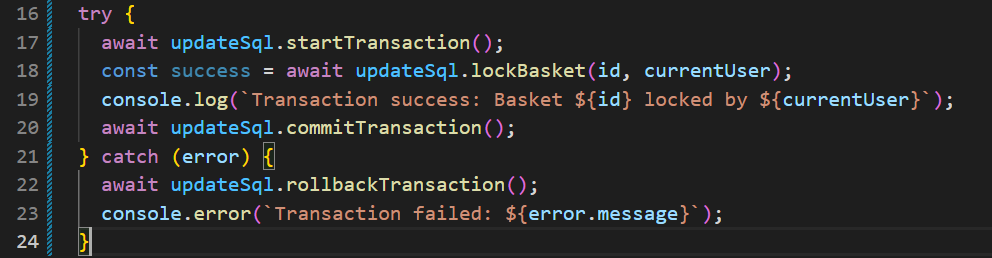 16 try {
17 await updateSql.startTransaction();
18 const success = await updateSql.lockBasket(id, currentUser);
19 console.log(`Transaction success: Basket ${id} locked by ${currentUser}`);
20 await updateSql.commitTransaction();
21 } catch (error) {
22 await updateSql.rollbackTransaction();
23 console.error(`Transaction failed: ${error.message}`);
24 }